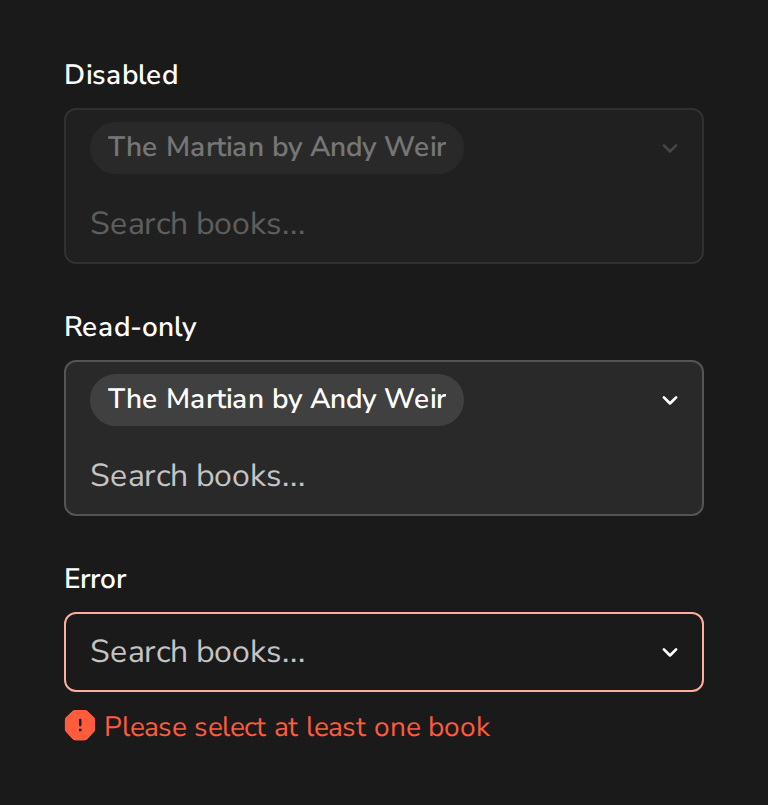 Disabled
The Martian by Andy Weir
Search books...
Read-only
The Martian by Andy Weir
Search books...
Error
Search books...
Please select at least one book